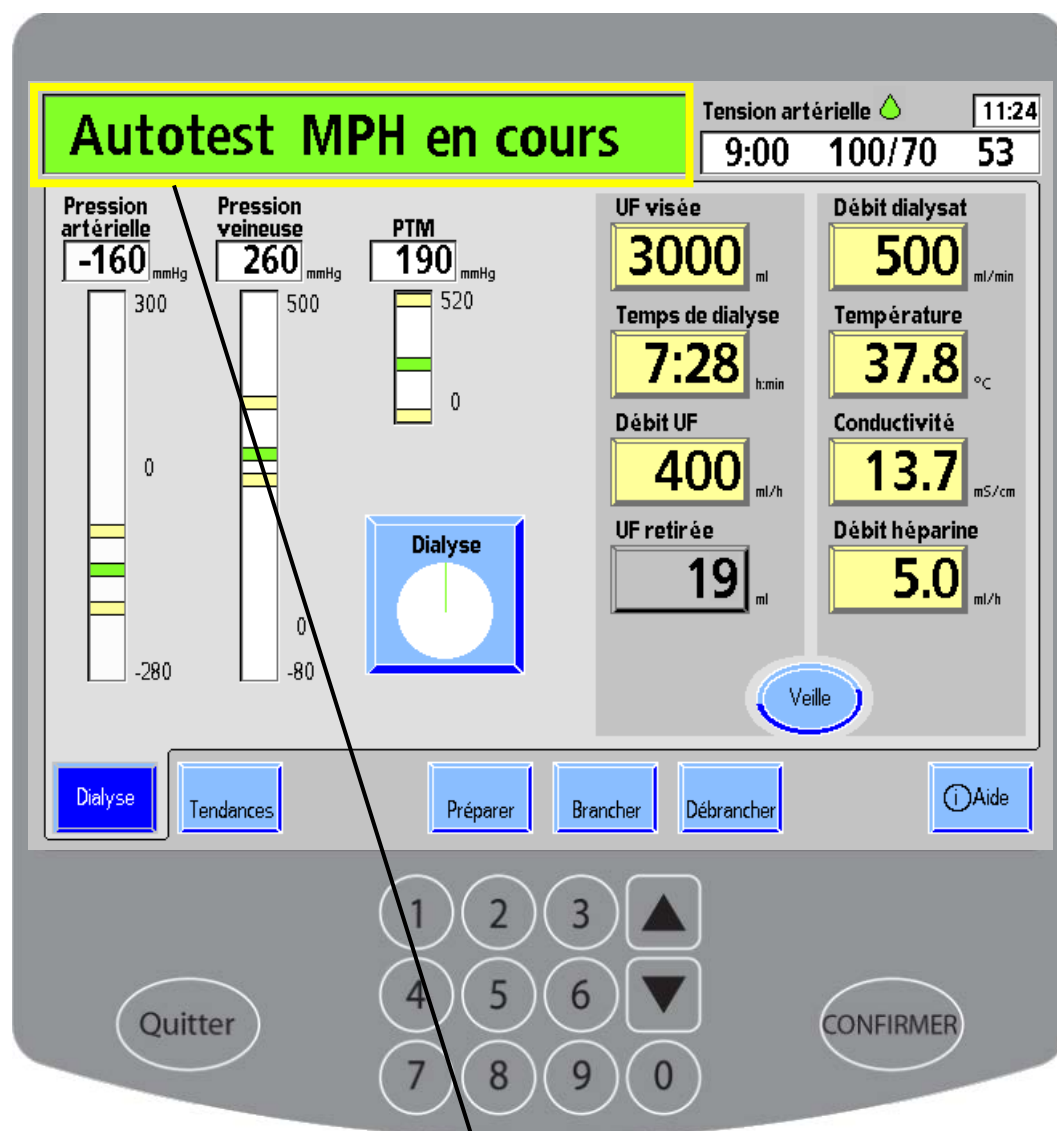 Autotest MPH en cours
Tension artérielle
11:24
9:00 100/70 53
Pression
artérielle
-160 mmHg
300
0
-280
Pression
veineuse
260 mmHg
500
0
-80
PTM
190 mmHg
520
0
Dialyse
UF visée
3000 ml
Temps de dialyse
7:28 h:min
Débit UF
400 ml/h
UF retirée
19 ml
Débit dialysat
500 ml/min
Température
37.8 °C
Conductivité
13.7 mS/cm
Débit héparine
5.0 ml/h
Veille
Dialyse
Tendances
Préparer
Brancher
Débrancher
i Aide
1 2 3
4 5 6
7 8 9 0
Quitter
CONFIRMER